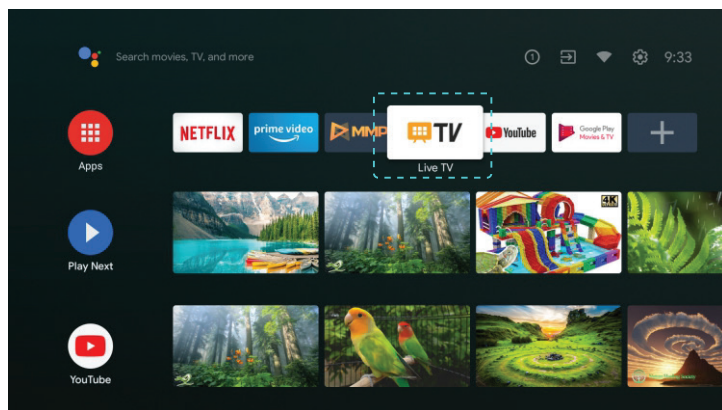 Search movies, TV, and more
1
9:33
Apps
NETFLIX
prime video
MMP
TV
Live TV
YouTube
Google Play
Movies & TV
Play Next
4K
YouTube